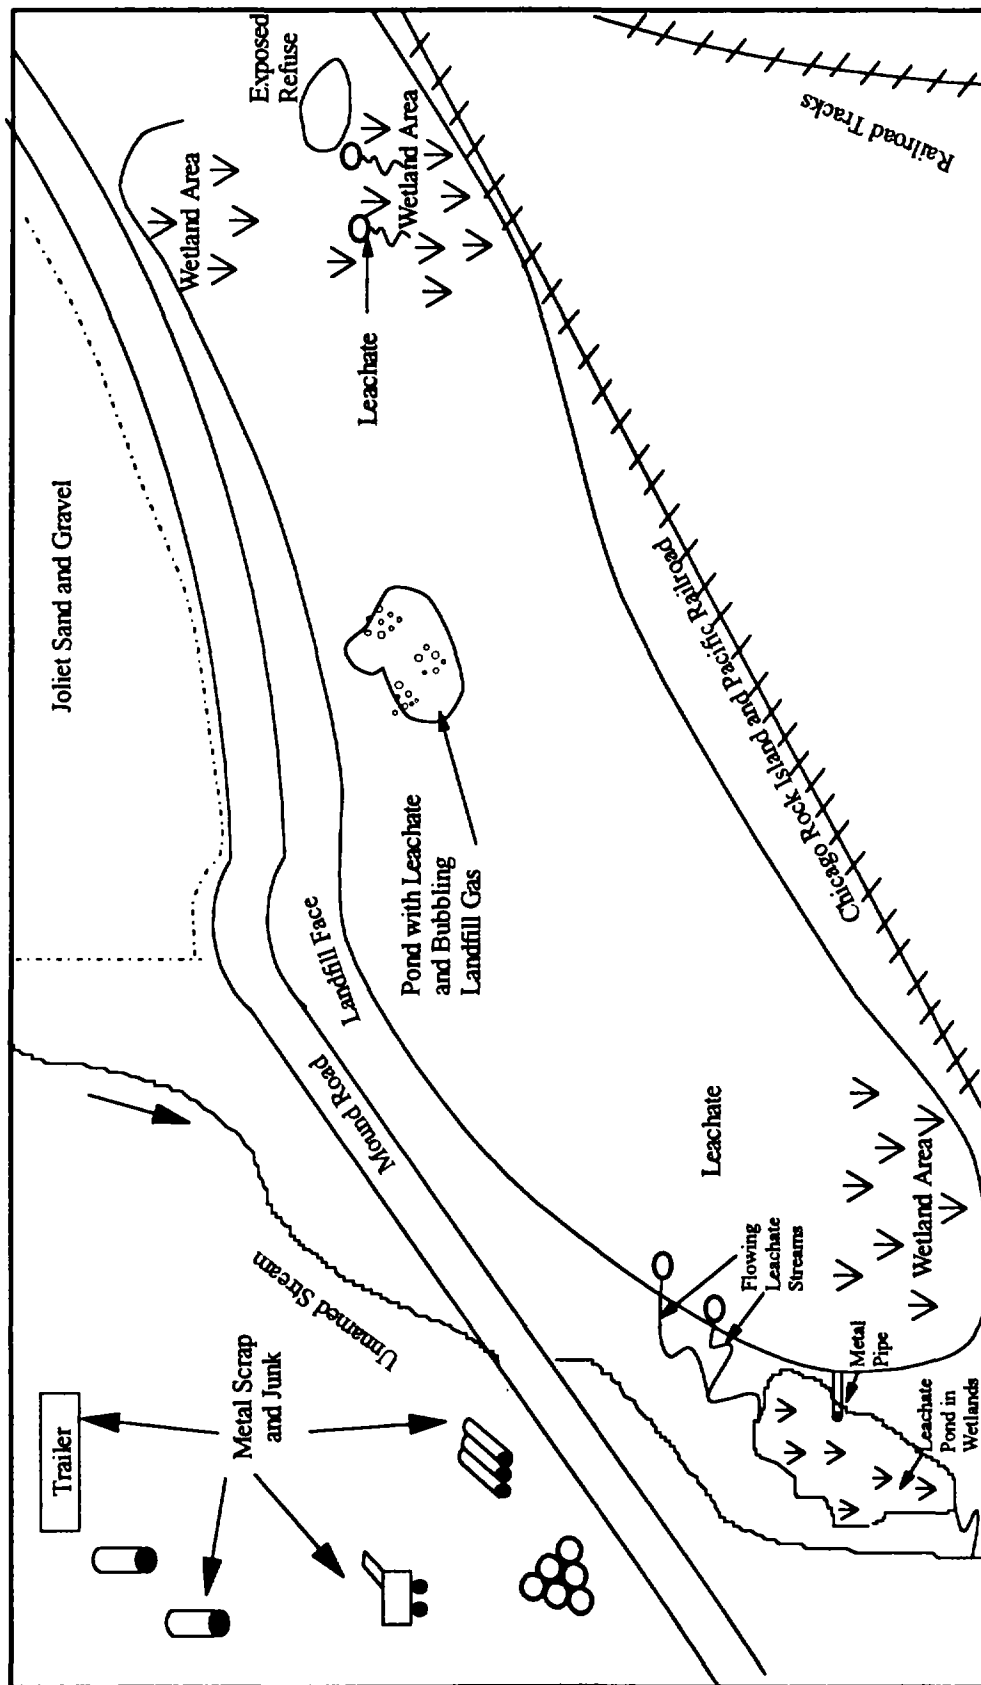 Joliet Sand and Gravel
Exposed
Refuse
Wetland Area
Wetland Area
Leachate
Railroad Tracks
Chicago Rock Island and Pacific Railroad
Pond with Leachate
and Bubbling
Landfill Gas
Landfill Face
Mound Road
Unnamed Stream
Trailer
Metal Scrap
and Junk
Leachate
Flowing
Leachate
Streams
Wetland Area
Metal
Pipe
Leachate
Pond in
Wetlands